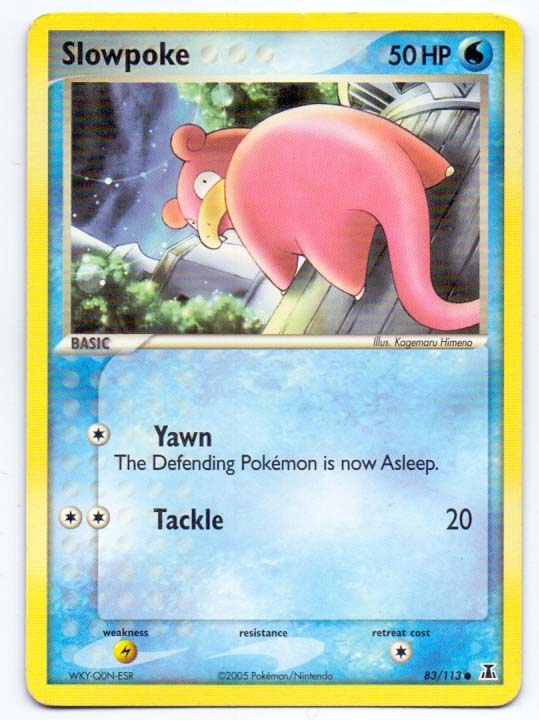 Slowpoke 50 HP
BASIC Illus. Kagemaru Himeno
Yawn
The Defending Pokémon is now Asleep.
Tackle 20
weakness resistance retreat cost
WKY-Q0N-ESR ©2005 Pokémon/Nintendo 83/113